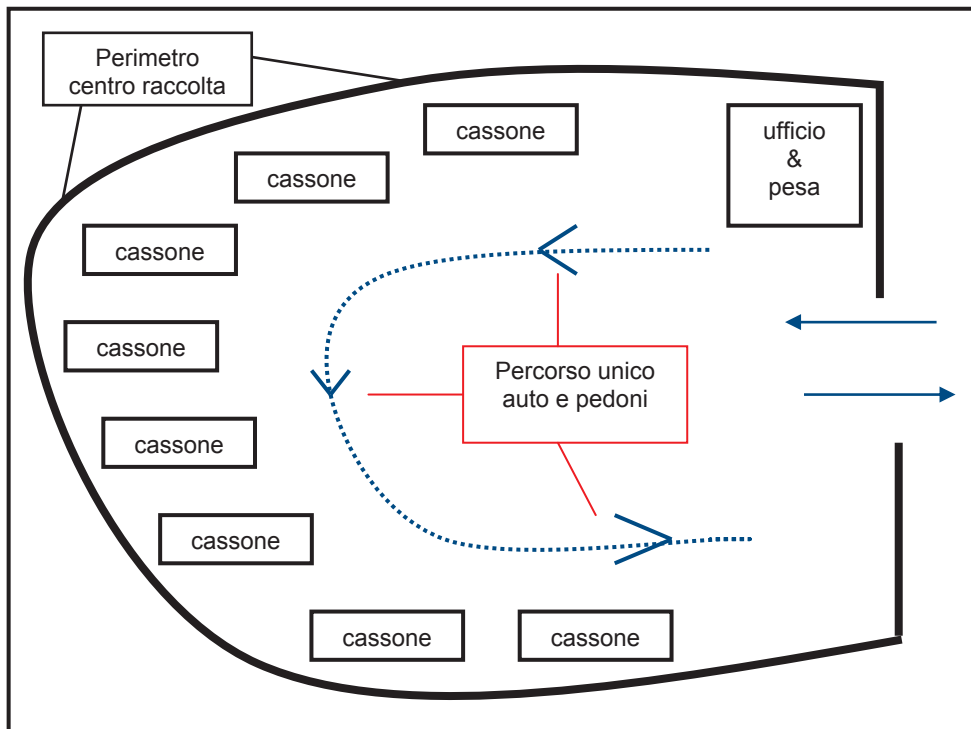 Perimetro
centro raccolta
cassone
ufficio
&
pesa
cassone
cassone
cassone
Percorso unico
auto e pedoni
cassone
cassone
cassone
cassone